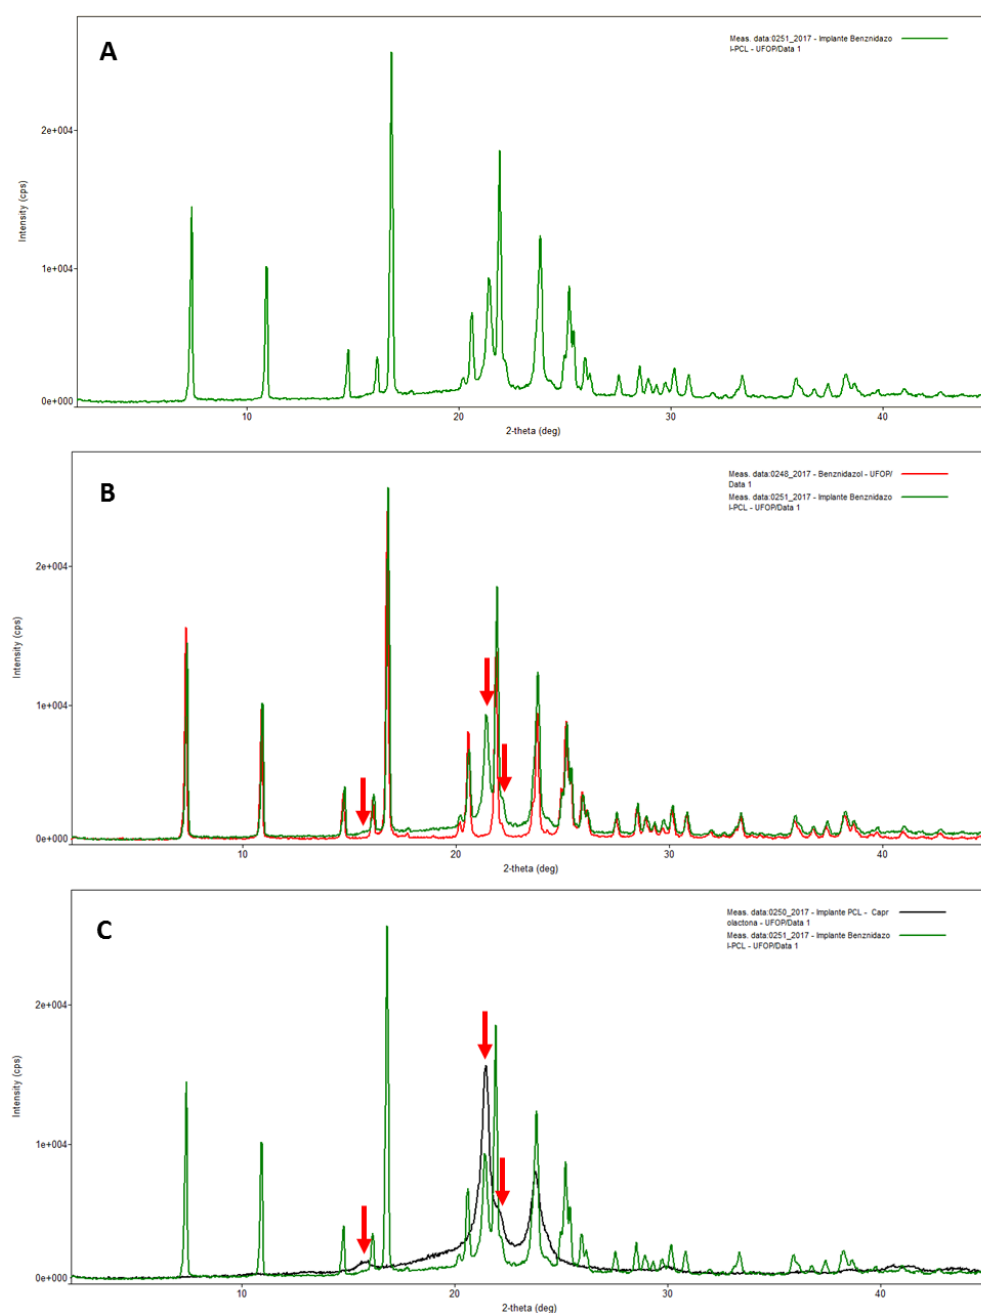 A
Meas. data:0251_2017 - Implante Benznidazo
l-PCL - UFOP/Data 1
Intensity (cps)
2e+004
1e+004
0e+000
10
20
30
40
2-theta (deg)
B
Meas. data:0248_2017 - Benznidazol - UFOP/
Data 1
Meas. data:0251_2017 - Implante Benznidazo
l-PCL - UFOP/Data 1
Intensity (cps)
2e+004
1e+004
0e+000
10
20
30
40
2-theta (deg)
C
Meas. data:0250_2017 - Implante PCL - Capr
olactona - UFOP/Data 1
Meas. data:0251_2017 - Implante Benznidazo
l-PCL - UFOP/Data 1
Intensity (cps)
2e+004
1e+004
0e+000
10
20
30
40
2-theta (deg)